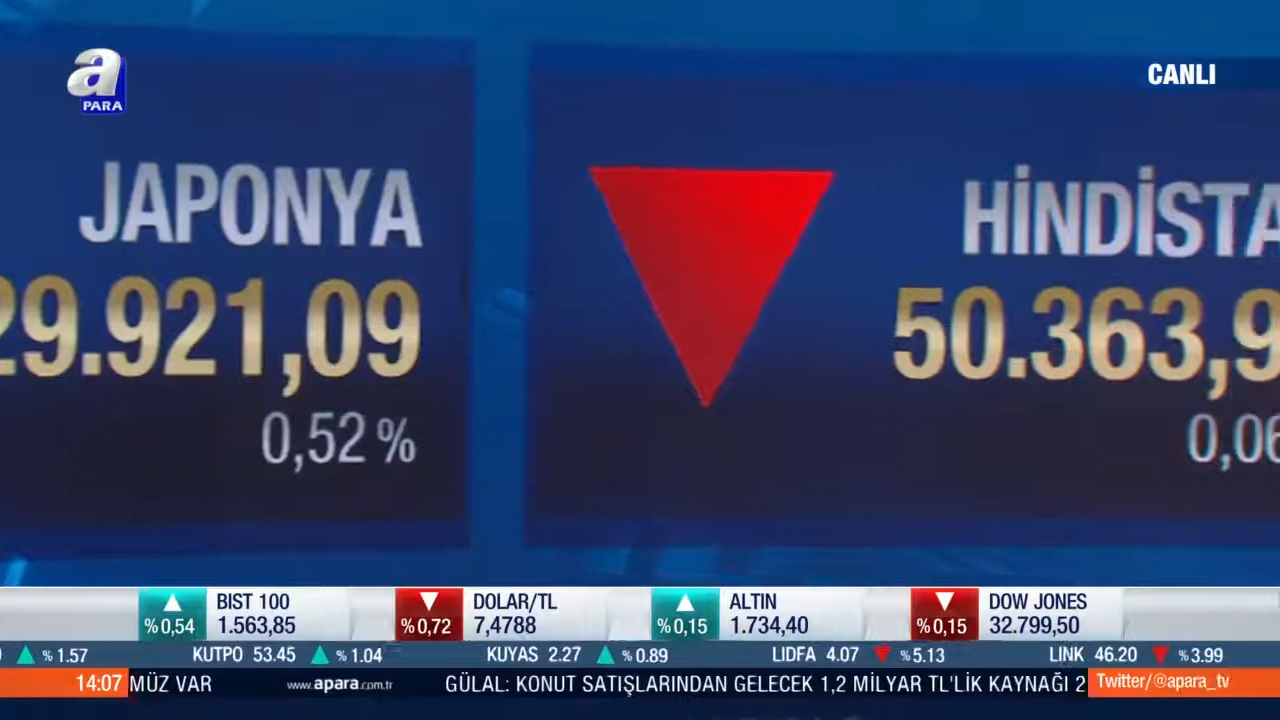 a
PARA
CANLI
JAPONYA
29.921,09
0,52 %
HİNDİSTA
50.363,9
0,06
BIST 100
%0,54 1.563,85
DOLAR/TL
%0,72 7,4788
ALTIN
%0,15 1.734,40
DOW JONES
%0,15 32.799,50
%1.57 KUTPO 53.45 %1.04 KUYAS 2.27 %0.89 LIDFA 4.07 %5.13 LINK 46.20 %3.99
14:07 MÜZ VAR www.apara.com.tr GÜLAL: KONUT SATIŞLARINDAN GELECEK 1,2 MİLYAR TL'LİK KAYNAĞI 2 Twitter/@apara_tv